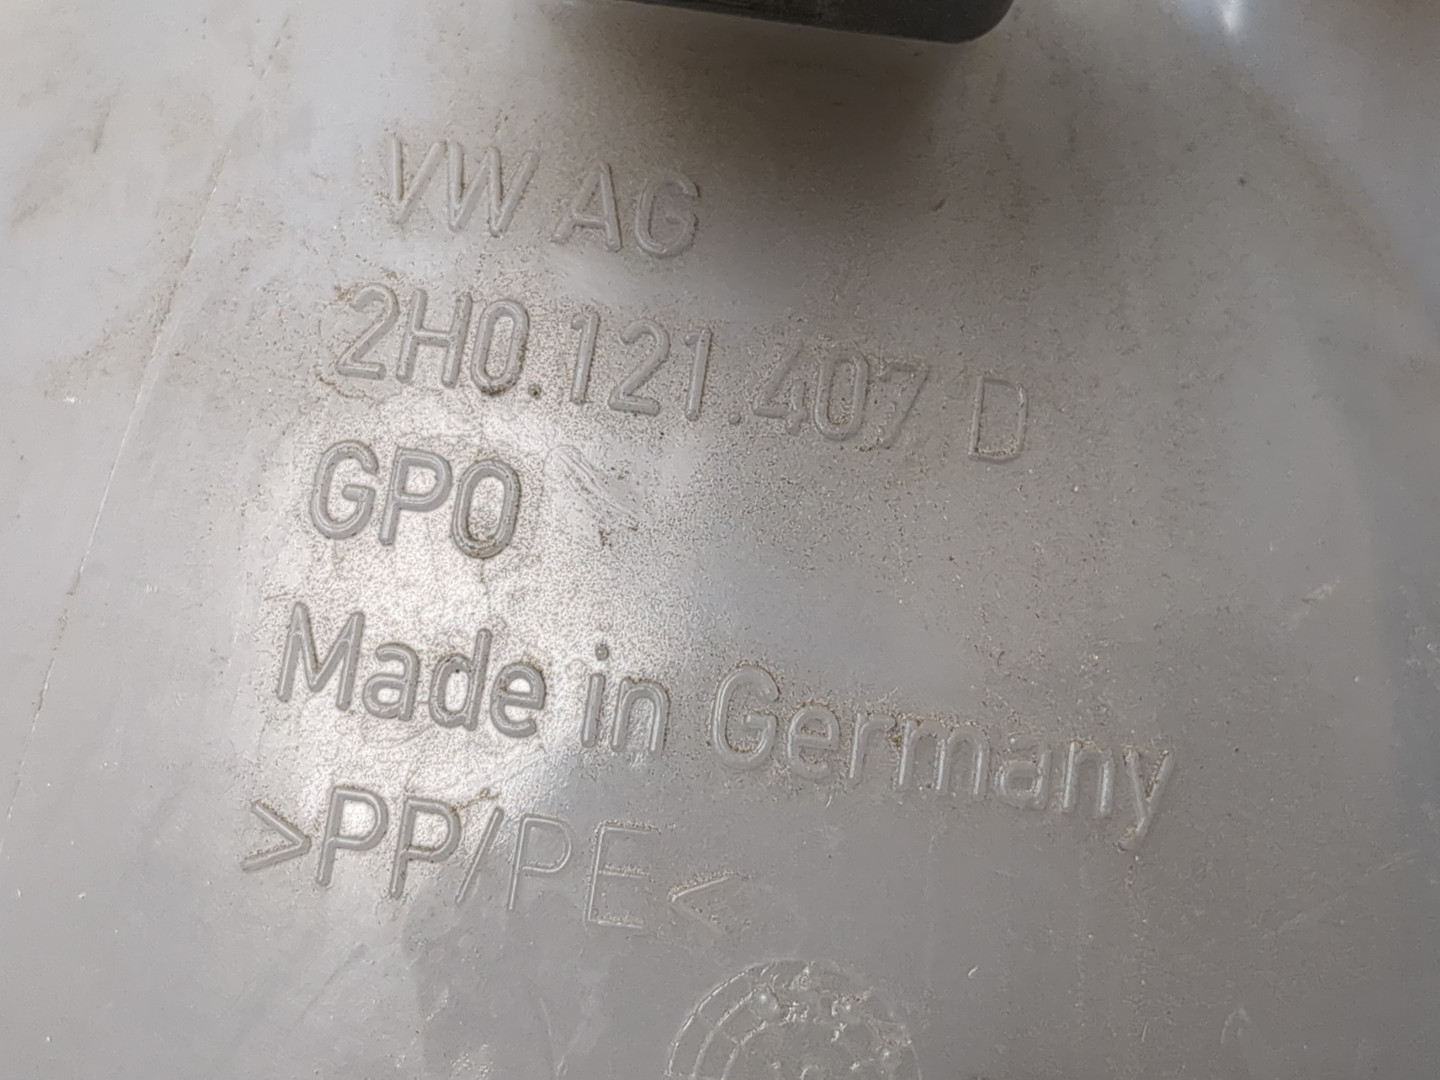 VW AG
2H0.121.407 D
GPO
Made in Germany
>PP/PE<